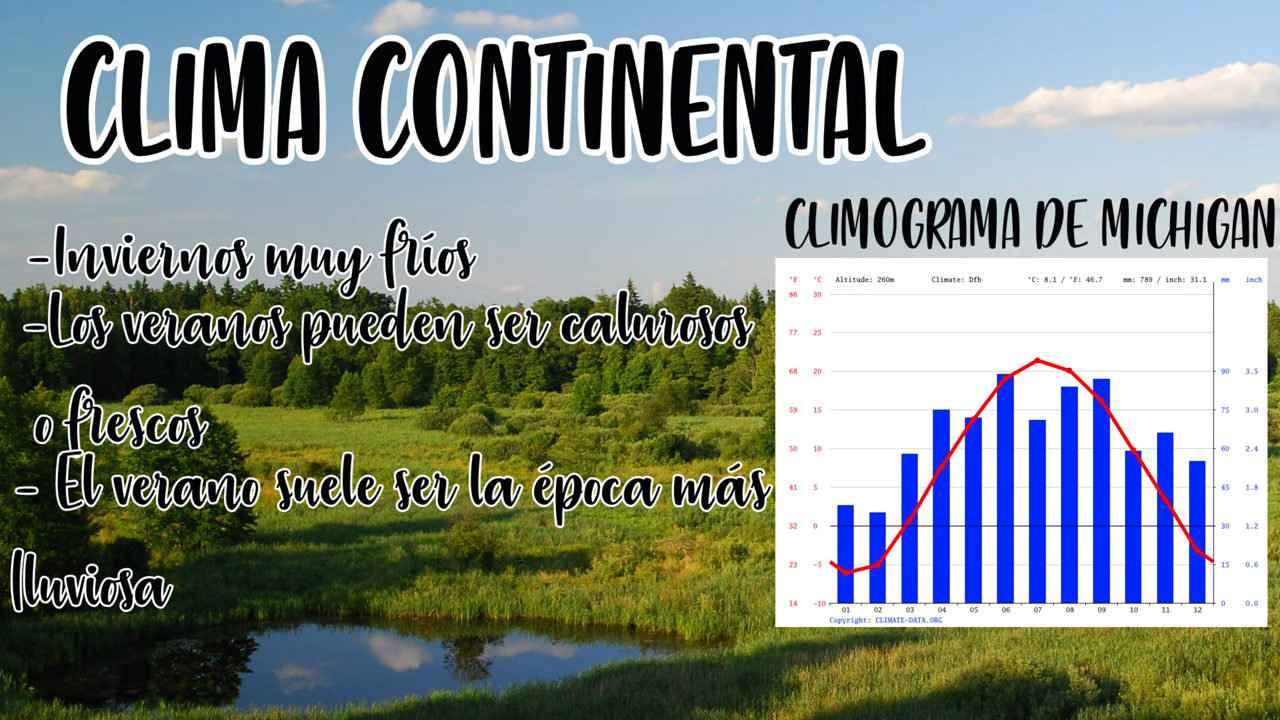 CLIMA CONTINENTAL
-Inviernos muy fríos
-Los veranos pueden ser calurosos
o frescos
- El verano suele ser la época más
lluviosa
CLIMOGRAMA DE MICHIGAN
°F °C Altitude: 260m Climate: Dfb °C: 8.1 / °F: 46.7 mm: 789 / inch: 31.1 mm inch
86 30
77 25
68 20 90 3.5
59 15 75 3.0
50 10 60 2.4
41 5 45 1.8
32 0 30 1.2
23 -5 15 0.6
14 -10 0 0.0
01 02 03 04 05 06 07 08 09 10 11 12
Copyright: CLIMATE-DATA.ORG